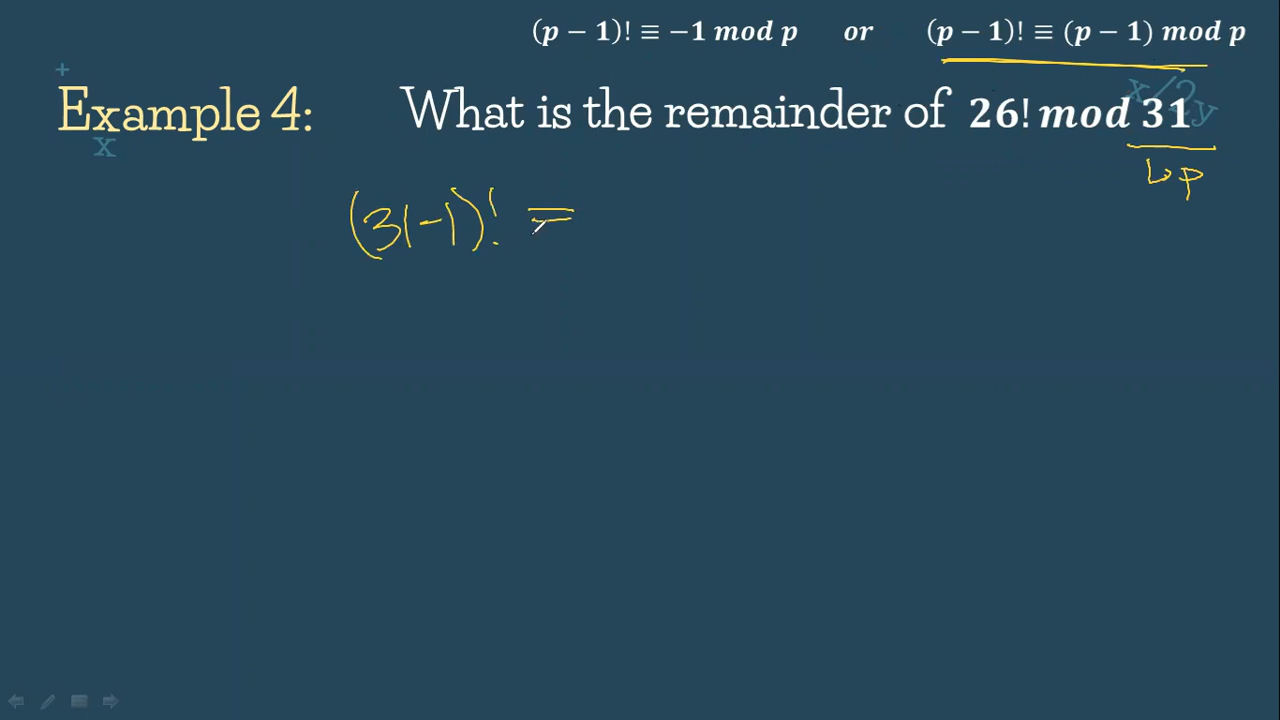 (p − 1)! ≡ −1 mod p or (p − 1)! ≡ (p − 1) mod p
+
Example 4: What is the remainder of 26! mod 31
x
x/2y
↳ p
(31-1)! =